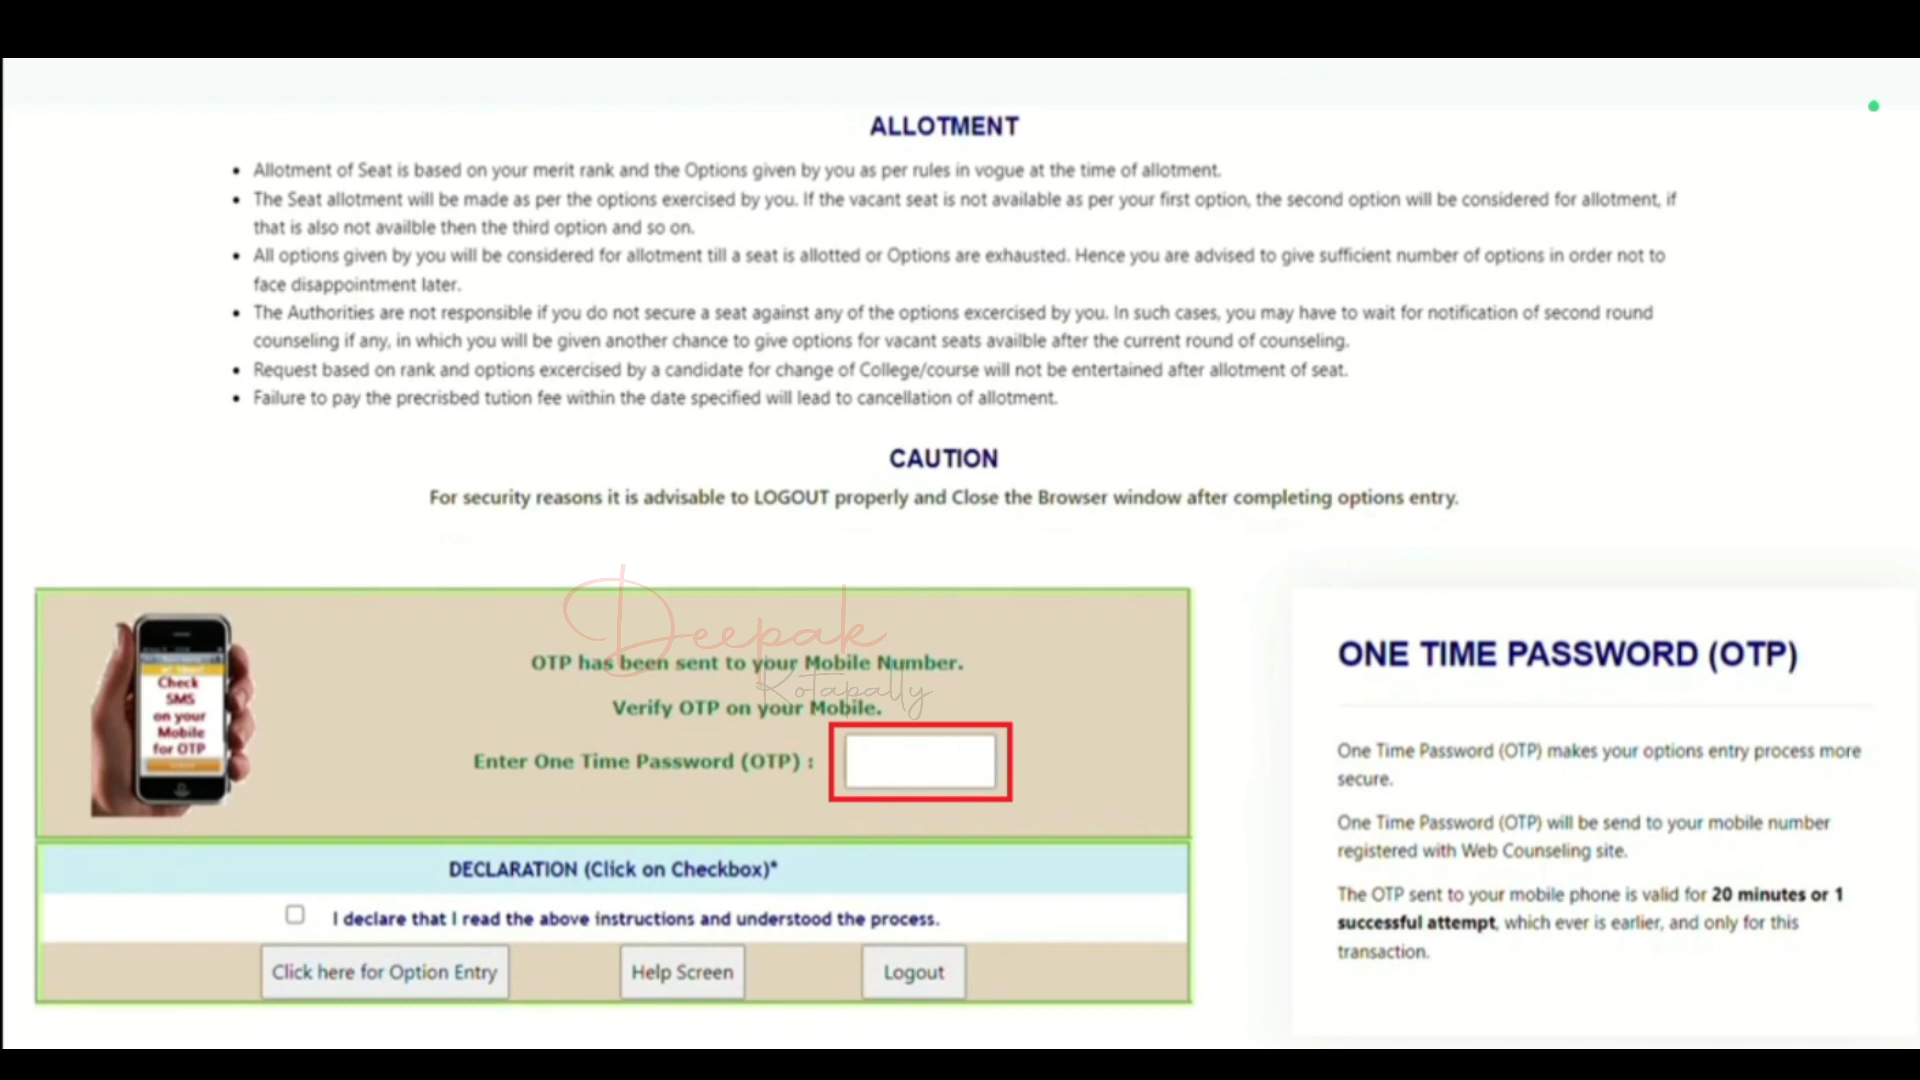 ALLOTMENT
• Allotment of Seat is based on your merit rank and the Options given by you as per rules in vogue at the time of allotment.
• The Seat allotment will be made as per the options exercised by you. If the vacant seat is not available as per your first option, the second option will be considered for allotment, if
that is also not availble then the third option and so on.
• All options given by you will be considered for allotment till a seat is allotted or Options are exhausted. Hence you are advised to give sufficient number of options in order not to
face disappointment later.
• The Authorities are not responsible if you do not secure a seat against any of the options excercised by you. In such cases, you may have to wait for notification of second round
counseling if any, in which you will be given another chance to give options for vacant seats availble after the current round of counseling.
• Request based on rank and options excercised by a candidate for change of College/course will not be entertained after allotment of seat.
• Failure to pay the precrisbed tution fee within the date specified will lead to cancellation of allotment.
CAUTION
For security reasons it is advisable to LOGOUT properly and Close the Browser window after completing options entry.
Check
SMS
on your
Mobile
for OTP
Deepak
Kotapally
OTP has been sent to your Mobile Number.
Verify OTP on your Mobile.
Enter One Time Password (OTP) :
DECLARATION (Click on Checkbox)*
I declare that I read the above instructions and understood the process.
Click here for Option Entry
Help Screen
Logout
ONE TIME PASSWORD (OTP)
One Time Password (OTP) makes your options entry process more
secure.
One Time Password (OTP) will be send to your mobile number
registered with Web Counseling site.
The OTP sent to your mobile phone is valid for 20 minutes or 1
successful attempt, which ever is earlier, and only for this
transaction.